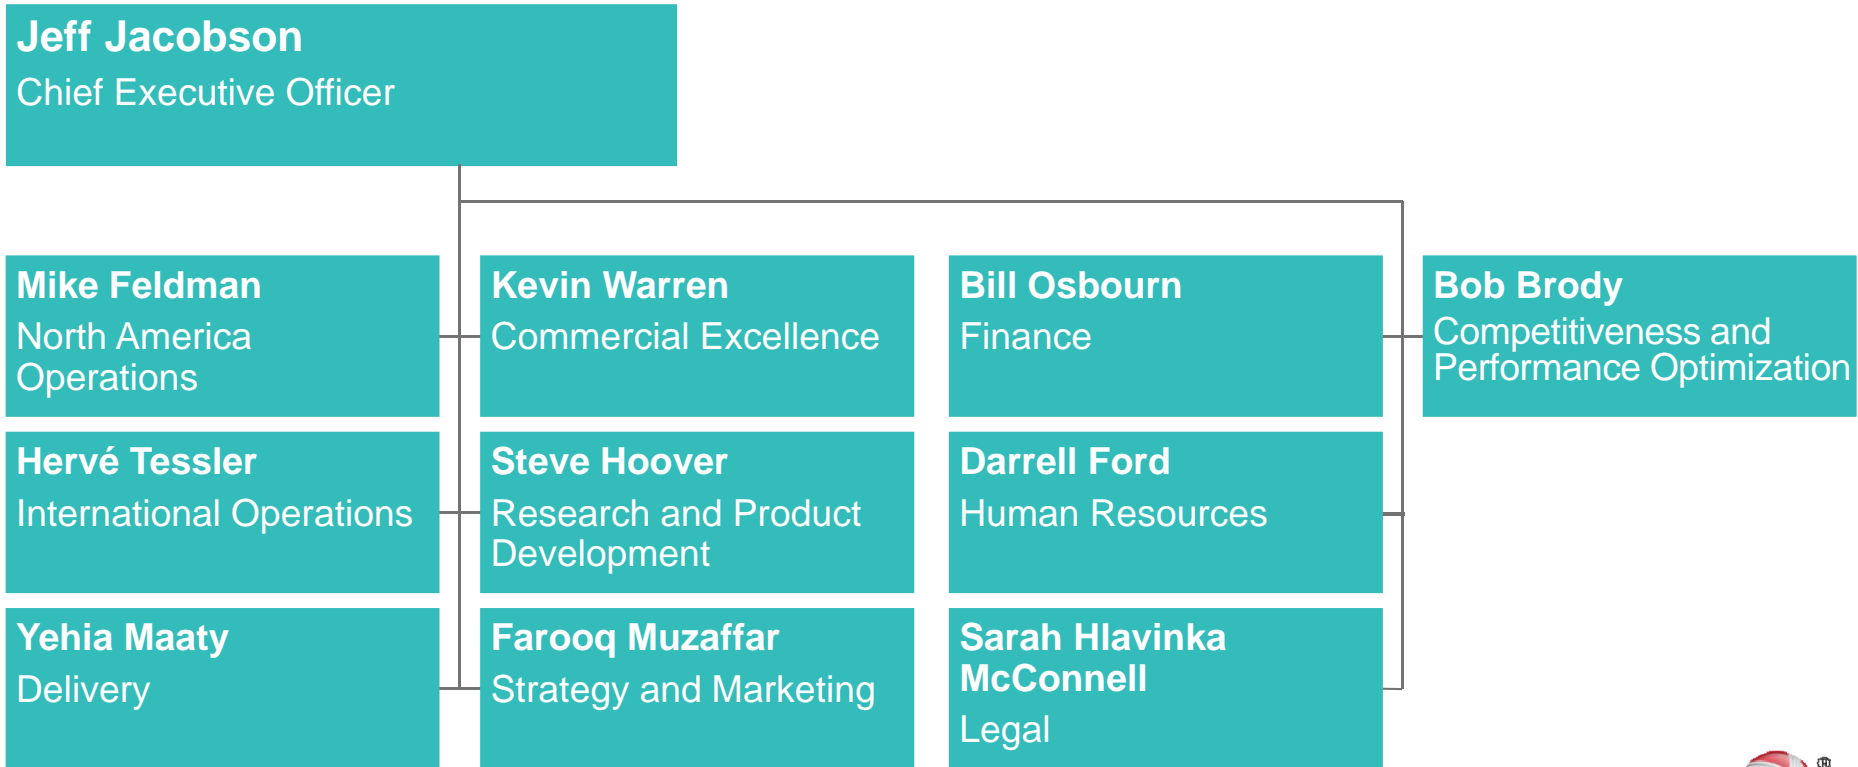 Jeff Jacobson
Chief Executive Officer
Mike Feldman
North America
Operations
Kevin Warren
Commercial Excellence
Bill Osbourn
Finance
Bob Brody
Competitiveness and
Performance Optimization
Hervé Tessler
International Operations
Steve Hoover
Research and Product
Development
Darrell Ford
Human Resources
Yehia Maaty
Delivery
Farooq Muzaffar
Strategy and Marketing
Sarah Hlavinka
McConnell
Legal
®